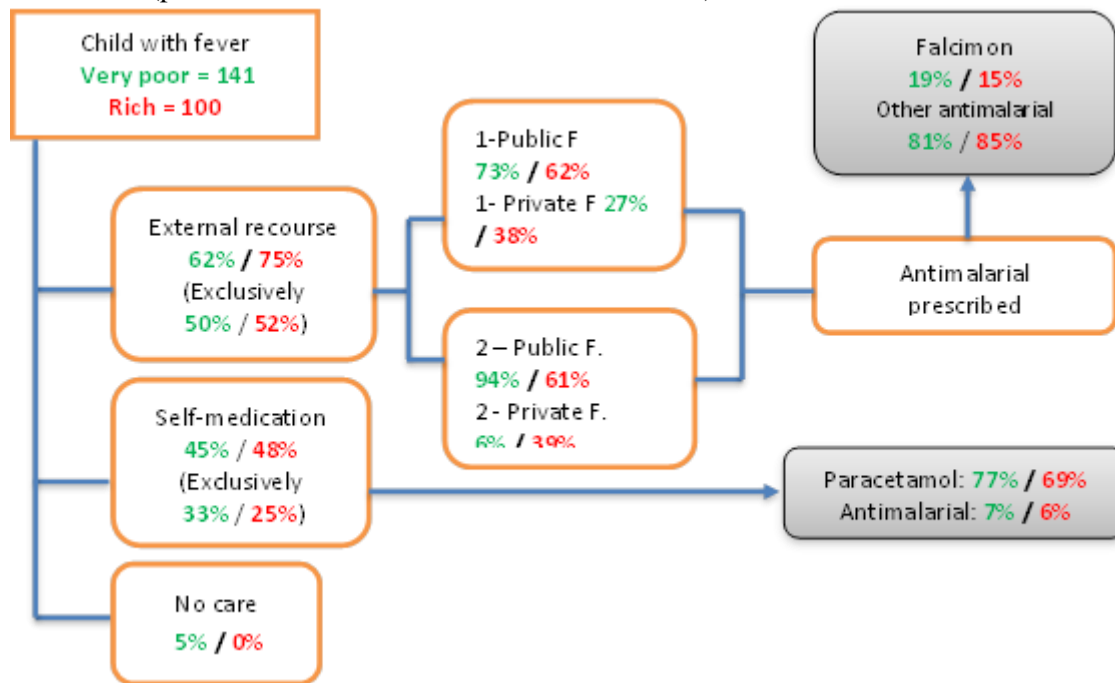 Child with fever
Very poor = 141
Rich = 100
External recourse
62% / 75%
(Exclusively
50% / 52%)
Self-medication
45% / 48%
(Exclusively
33% / 25%)
No care
5% / 0%
1-Public F
73% / 62%
1- Private F 27%
/ 38%
2 – Public F.
94% / 61%
2- Private F.
6% / 39%
Falcimon
19% / 15%
Other antimalarial
81% / 85%
Antimalarial
prescribed
Paracetamol: 77% / 69%
Antimalarial: 7% / 6%